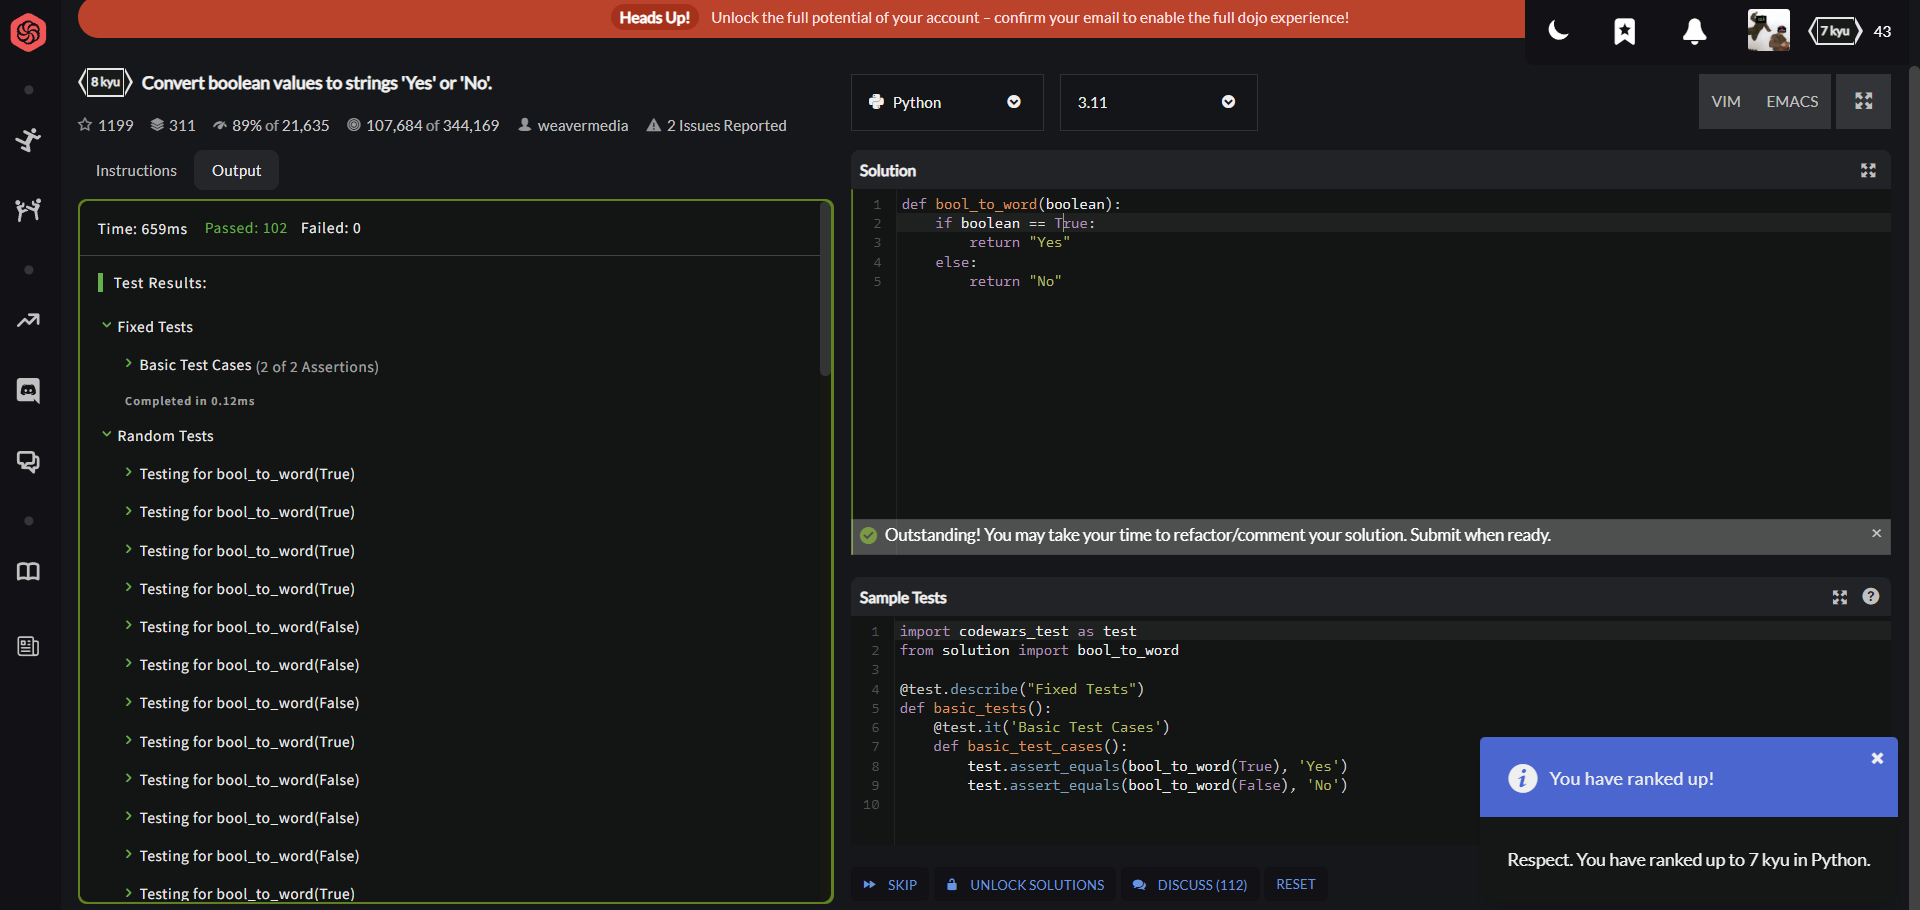 Heads Up! Unlock the full potential of your account – confirm your email to enable the full dojo experience!
7 kyu 43
8 kyu Convert boolean values to strings 'Yes' or 'No'.
1199 311 89% of 21,635 107,684 of 344,169 weavermedia 2 Issues Reported
Instructions Output
Time: 659ms Passed: 102 Failed: 0
Test Results:
Fixed Tests
Basic Test Cases (2 of 2 Assertions)
Completed in 0.12ms
Random Tests
Testing for bool_to_word(True)
Testing for bool_to_word(True)
Testing for bool_to_word(True)
Testing for bool_to_word(True)
Testing for bool_to_word(False)
Testing for bool_to_word(False)
Testing for bool_to_word(False)
Testing for bool_to_word(True)
Testing for bool_to_word(False)
Testing for bool_to_word(False)
Testing for bool_to_word(False)
Testing for bool_to_word(True)
Python 3.11 VIM EMACS
Solution
1 def bool_to_word(boolean):
2     if boolean == True:
3         return "Yes"
4     else:
5         return "No"
Outstanding! You may take your time to refactor/comment your solution. Submit when ready.
Sample Tests
1 import codewars_test as test
2 from solution import bool_to_word
3
4 @test.describe("Fixed Tests")
5 def basic_tests():
6     @test.it('Basic Test Cases')
7     def basic_test_cases():
8         test.assert_equals(bool_to_word(True), 'Yes')
9         test.assert_equals(bool_to_word(False), 'No')
10
SKIP UNLOCK SOLUTIONS DISCUSS (112) RESET
You have ranked up!
Respect. You have ranked up to 7 kyu in Python.